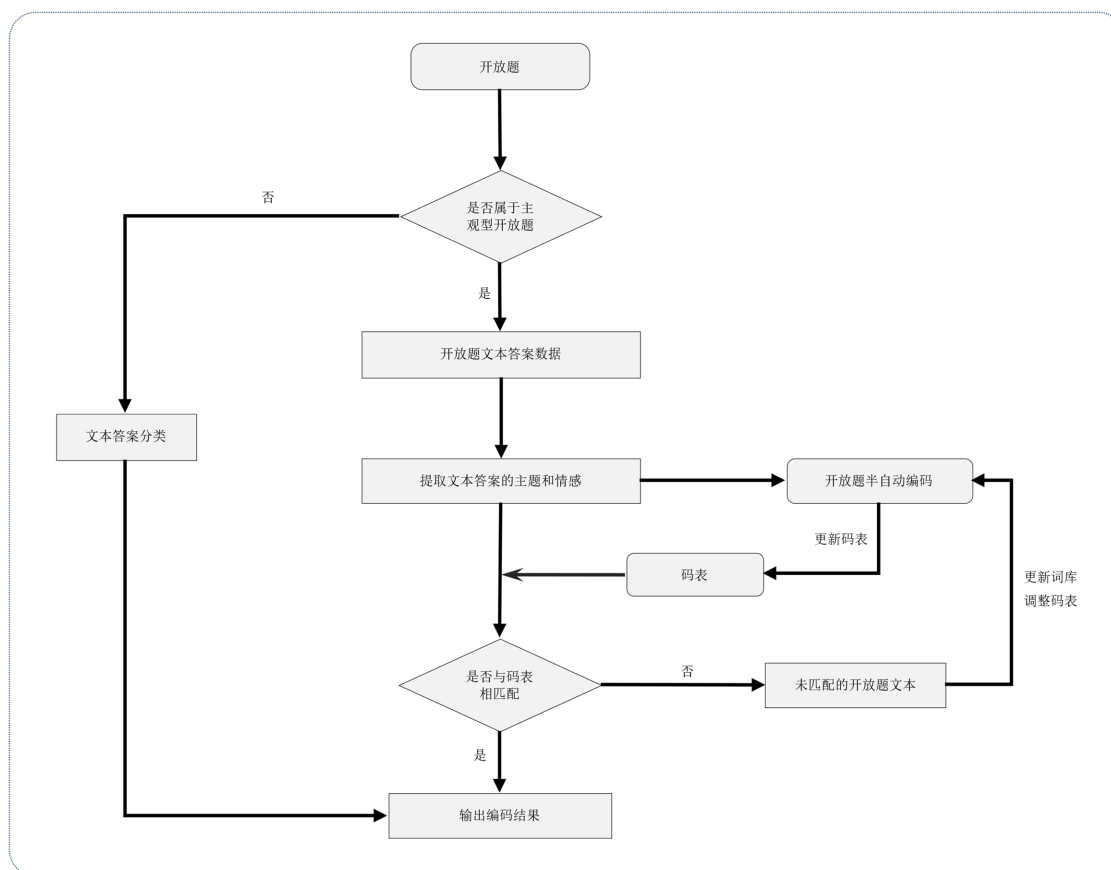 开放题
否
是否属于主
观型开放题
是
开放题文本答案数据
文本答案分类
提取文本答案的主题和情感
开放题半自动编码
更新码表
码表
更新词库
调整码表
是否与码表
相匹配
否
未匹配的开放题文本
是
输出编码结果